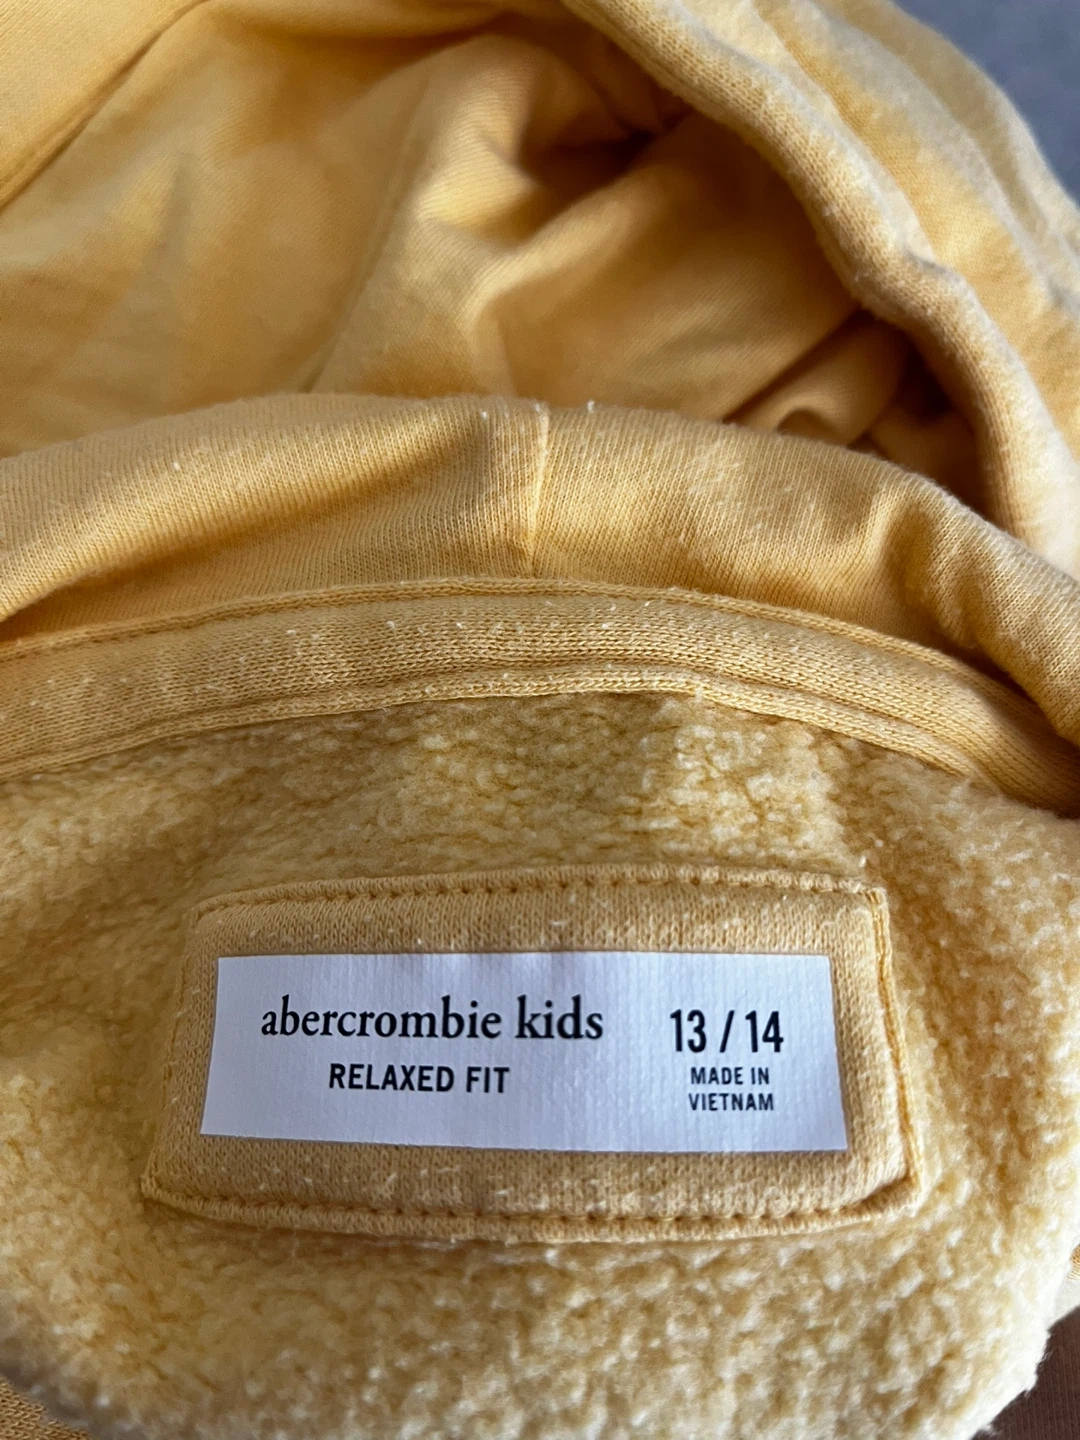 abercrombie kids
RELAXED FIT
13 / 14
MADE IN
VIETNAM